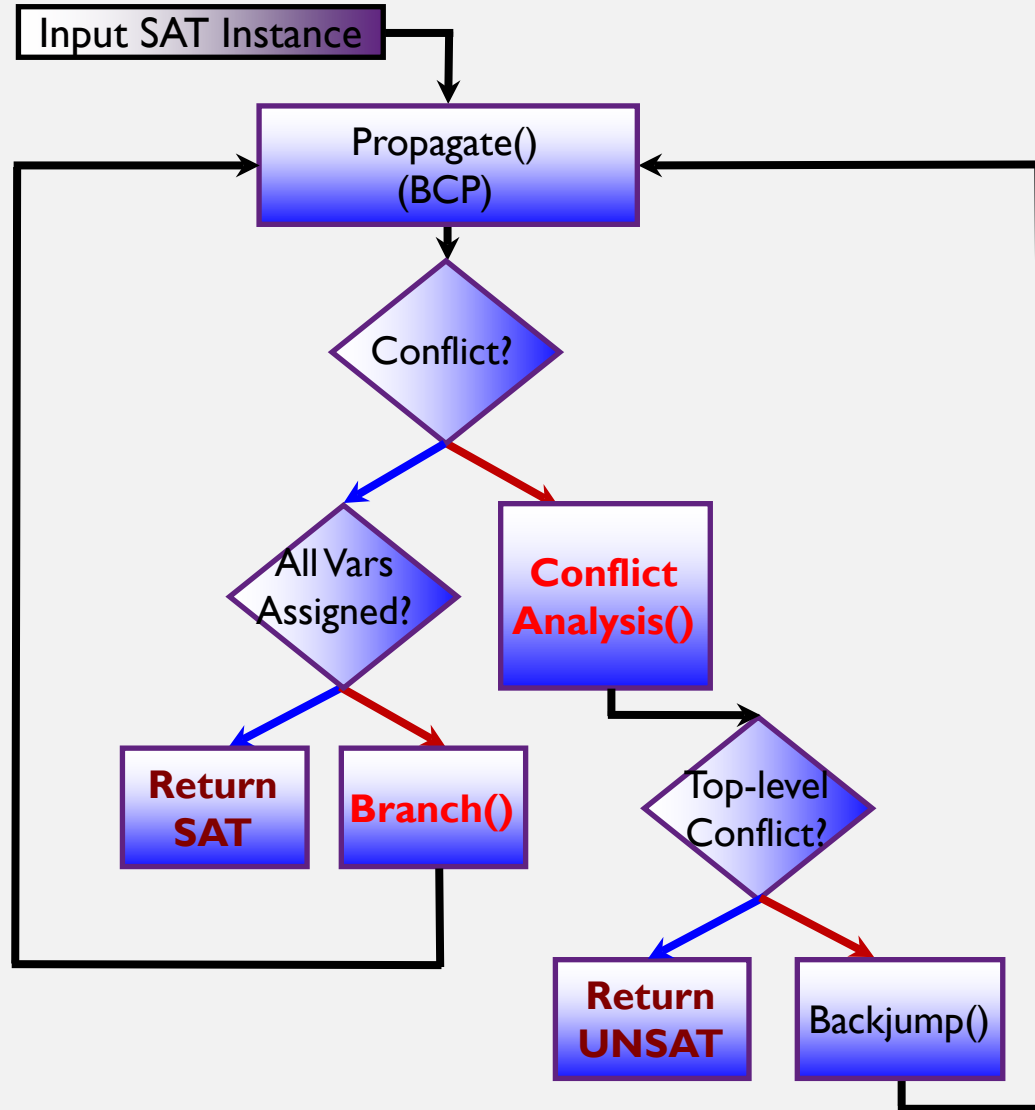 Input SAT Instance
Propagate()
(BCP)
Conflict?
All Vars
Assigned?
Conflict
Analysis()
Return
SAT
Branch()
Top-level
Conflict?
Return
UNSAT
Backjump()